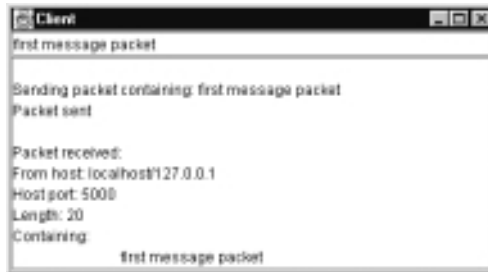 Client
first message packet
Sending packet containing: first message packet
Packet sent
Packet received:
From host: localhost/127.0.0.1
Host port: 5000
Length: 20
Containing:
first message packet